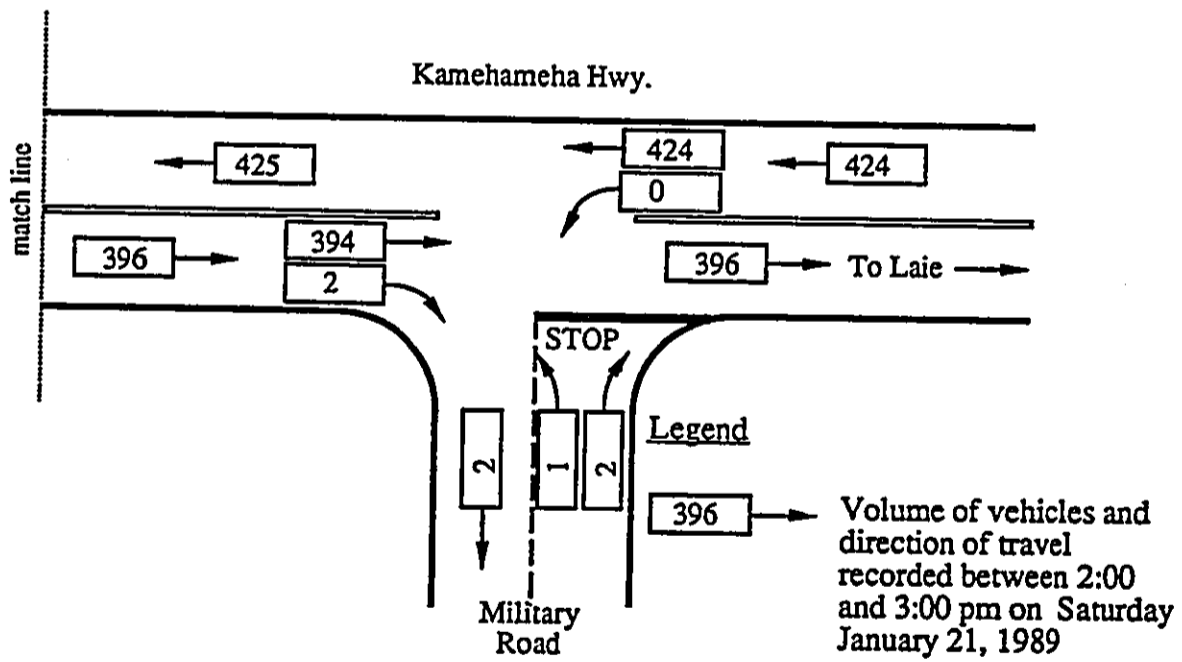 Kamehameha Hwy.
match line
425
424
0
424
396
394
2
396
To Laie
STOP
2
1
2
Legend
396
Volume of vehicles and
direction of travel
recorded between 2:00
and 3:00 pm on Saturday
January 21, 1989
Military
Road